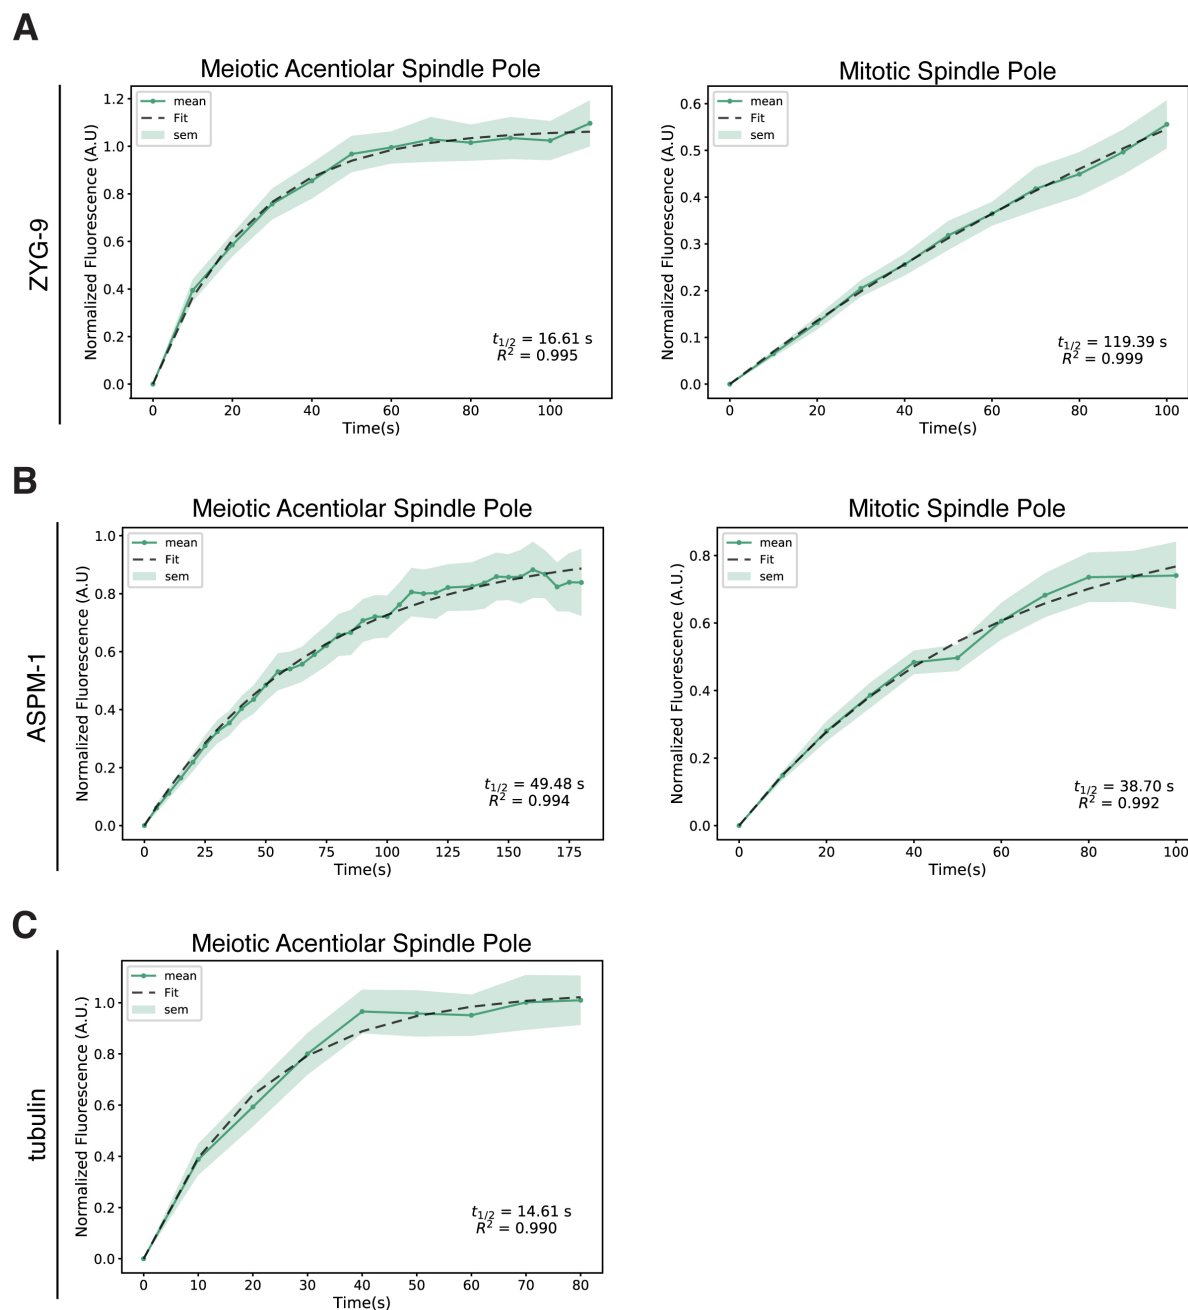 A
ZYG-9
Meiotic Acentiolar Spindle Pole
Normalized Fluorescence (A.U)
1.2
1.0
0.8
0.6
0.4
0.2
0.0
mean
Fit
sem
t1/2 = 16.61 s
R² = 0.995
0 20 40 60 80 100
Time(s)
Mitotic Spindle Pole
Normalized Fluorescence (A.U)
0.6
0.5
0.4
0.3
0.2
0.1
0.0
mean
Fit
sem
t1/2 = 119.39 s
R² = 0.999
0 20 40 60 80 100
Time(s)
B
ASPM-1
Meiotic Acentiolar Spindle Pole
Normalized Fluorescence (A.U)
1.0
0.8
0.6
0.4
0.2
0.0
mean
Fit
sem
t1/2 = 49.48 s
R² = 0.994
0 25 50 75 100 125 150 175
Time(s)
Mitotic Spindle Pole
Normalized Fluorescence (A.U.)
0.8
0.6
0.4
0.2
0.0
mean
Fit
sem
t1/2 = 38.70 s
R² = 0.992
0 20 40 60 80 100
Time(s)
C
tubulin
Meiotic Acentiolar Spindle Pole
Normalized Fluorescence (A.U.)
1.0
0.8
0.6
0.4
0.2
0.0
mean
Fit
sem
t1/2 = 14.61 s
R² = 0.990
0 10 20 30 40 50 60 70 80
Time(s)